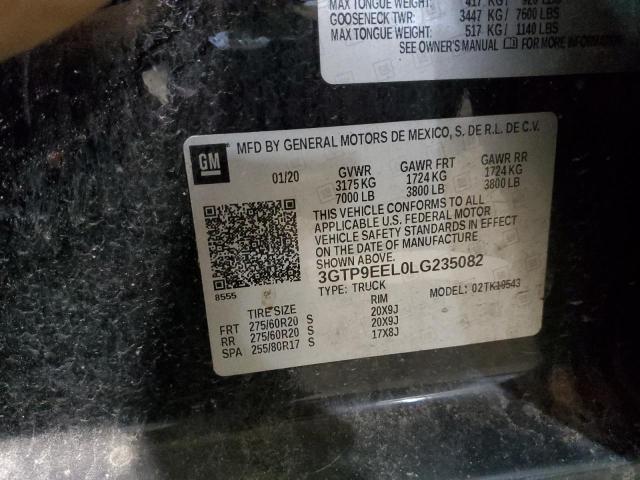 MAX TONGUE WEIGHT: 417 KG / 920 LBS
GOOSENECK TWR: 3447 KG / 7600 LBS
MAX TONGUE WEIGHT: 517 KG / 1140 LBS
SEE OWNER'S MANUAL FOR MORE INFORMATION
GM
MFD BY GENERAL MOTORS DE MEXICO, S. DE R.L. DE C.V.
01/20 GVWR GAWR FRT GAWR RR
3175 KG 1724 KG 1724 KG
7000 LB 3800 LB 3800 LB
THIS VEHICLE CONFORMS TO ALL
APPLICABLE U.S. FEDERAL MOTOR
VEHICLE SAFETY STANDARDS IN EFFECT
ON THE DATE OF MANUFACTURE
SHOWN ABOVE.
3GTP9EEL0LG235082
8555
TYPE: TRUCK MODEL: 02TK10543
TIRE SIZE RIM
FRT 275/60R20 S 20X9J
RR 275/60R20 S 20X9J
SPA 255/80R17 S 17X8J